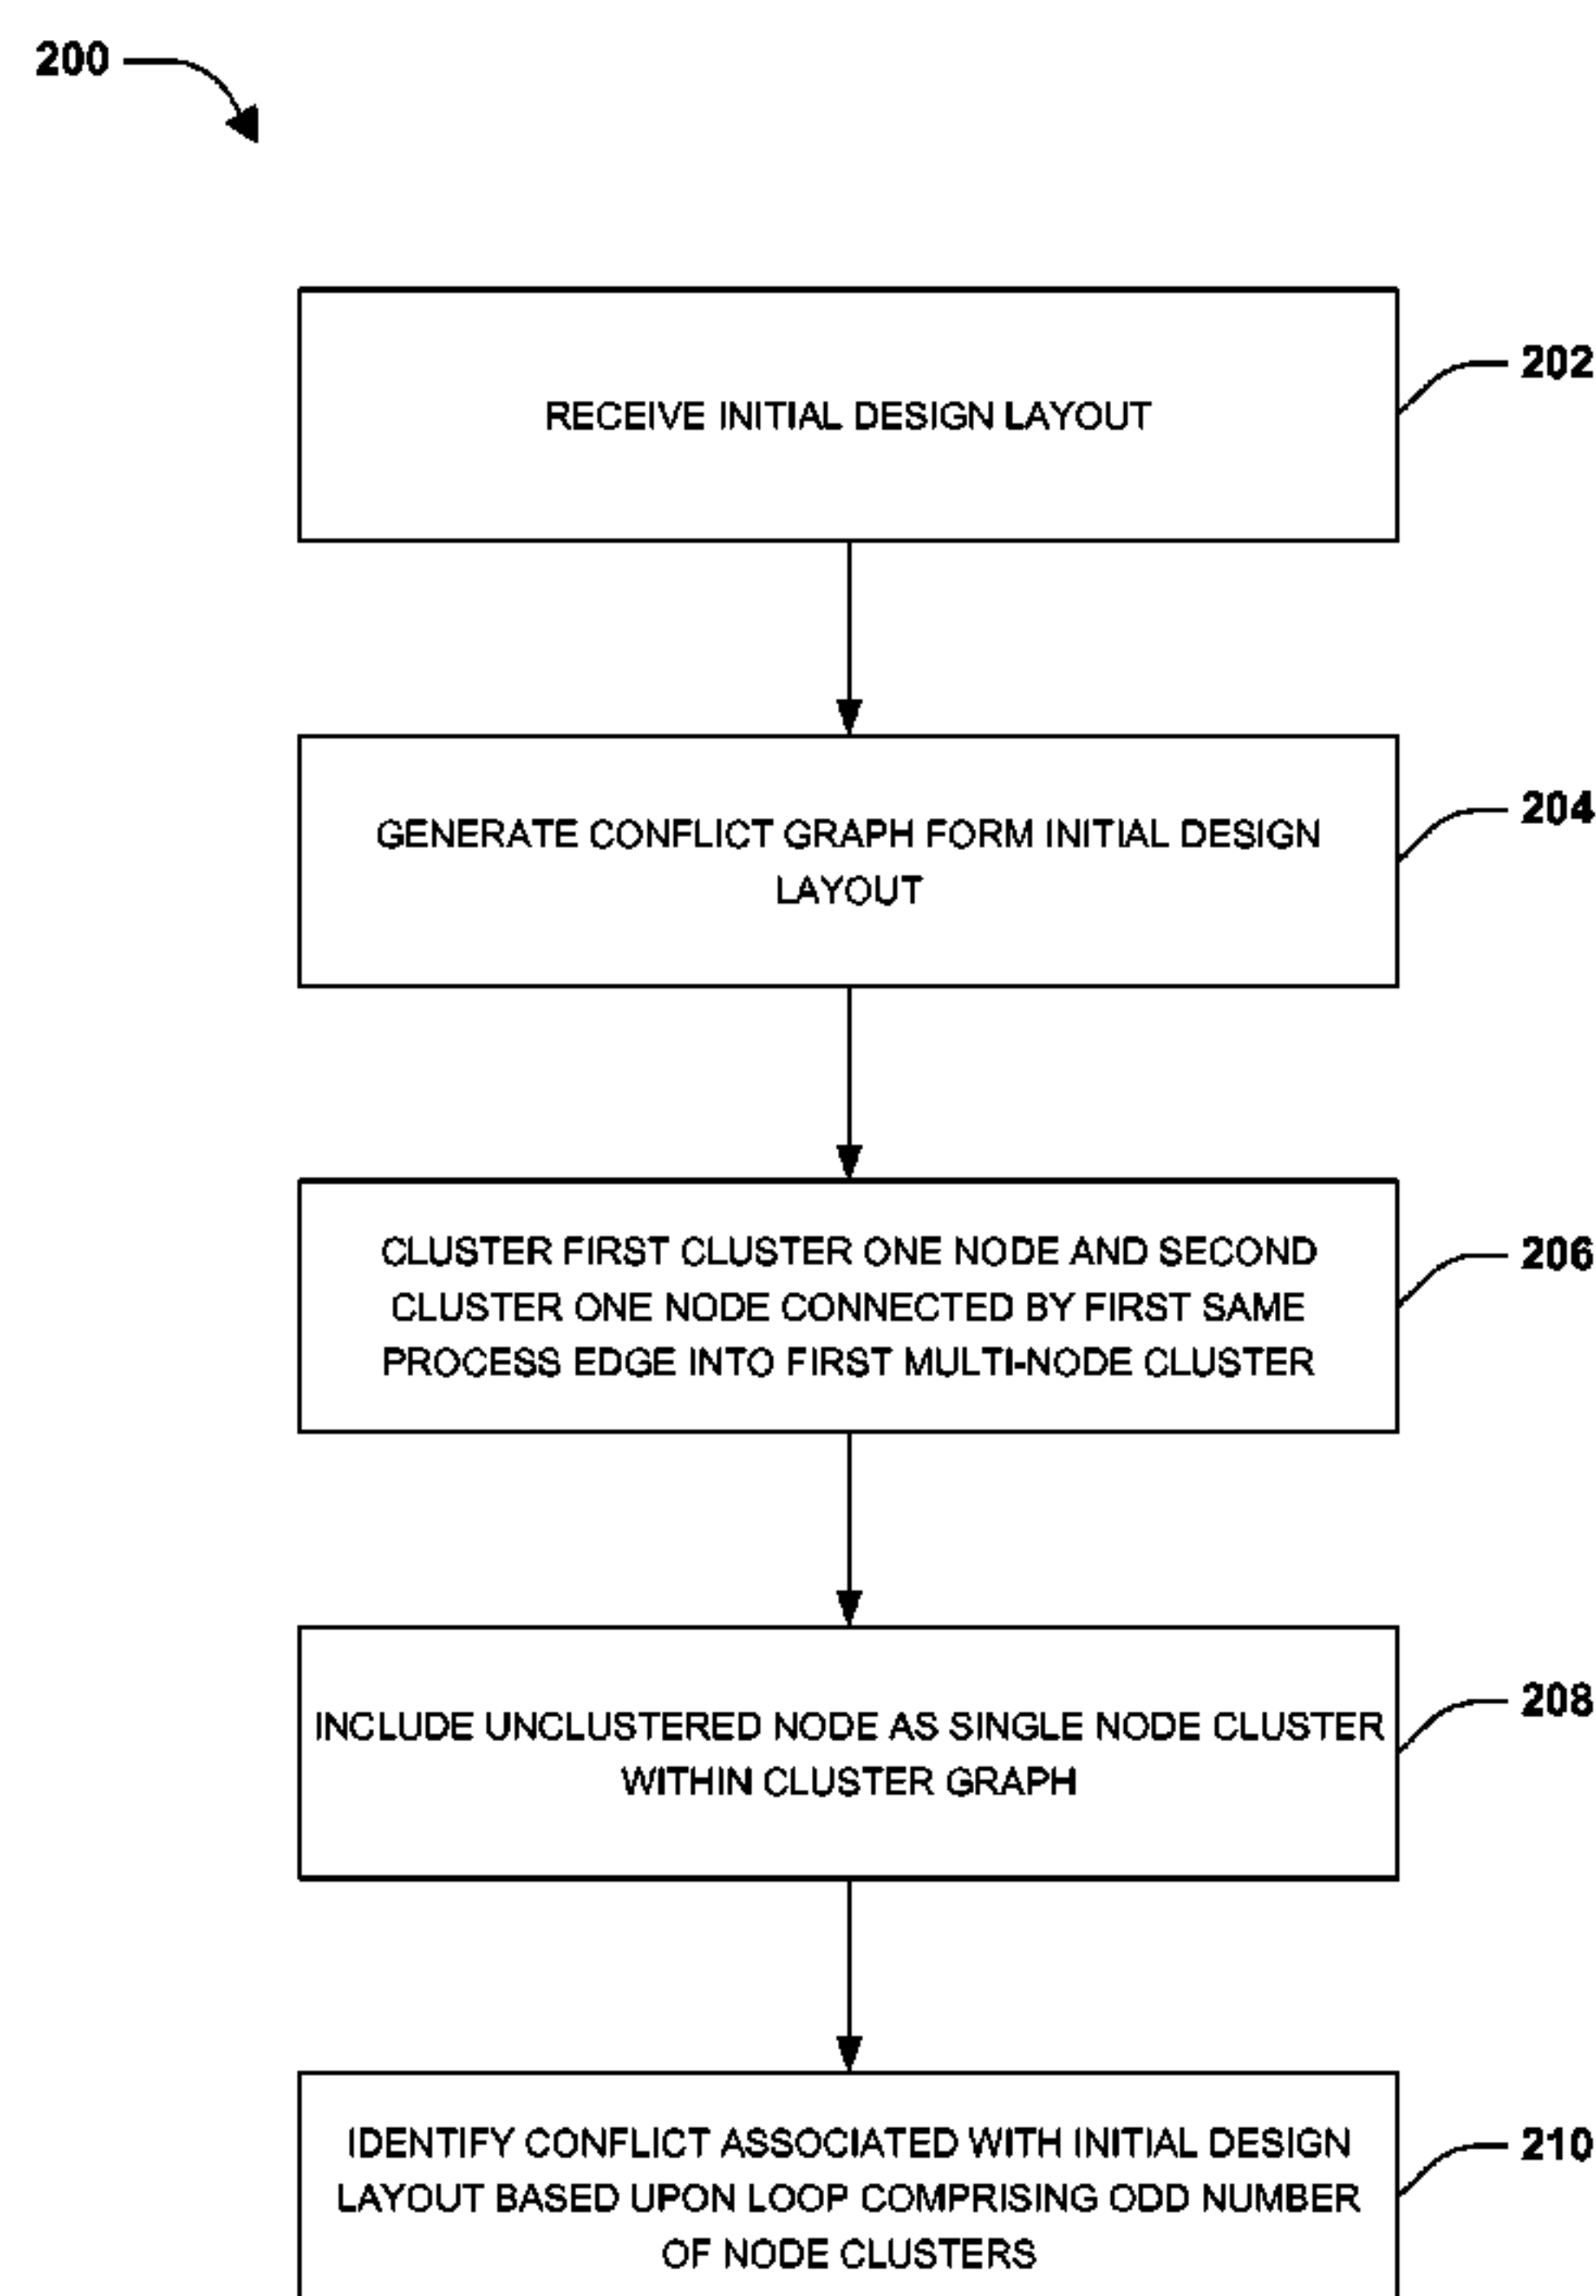 200
RECEIVE INITIAL DESIGN LAYOUT
202
GENERATE CONFLICT GRAPH FORM INITIAL DESIGN
LAYOUT
204
CLUSTER FIRST CLUSTER ONE NODE AND SECOND
CLUSTER ONE NODE CONNECTED BY FIRST SAME
PROCESS EDGE INTO FIRST MULTI-NODE CLUSTER
206
INCLUDE UNCLUSTERED NODE AS SINGLE NODE CLUSTER
WITHIN CLUSTER GRAPH
208
IDENTIFY CONFLICT ASSOCIATED WITH INITIAL DESIGN
LAYOUT BASED UPON LOOP COMPRISING ODD NUMBER
OF NODE CLUSTERS
210